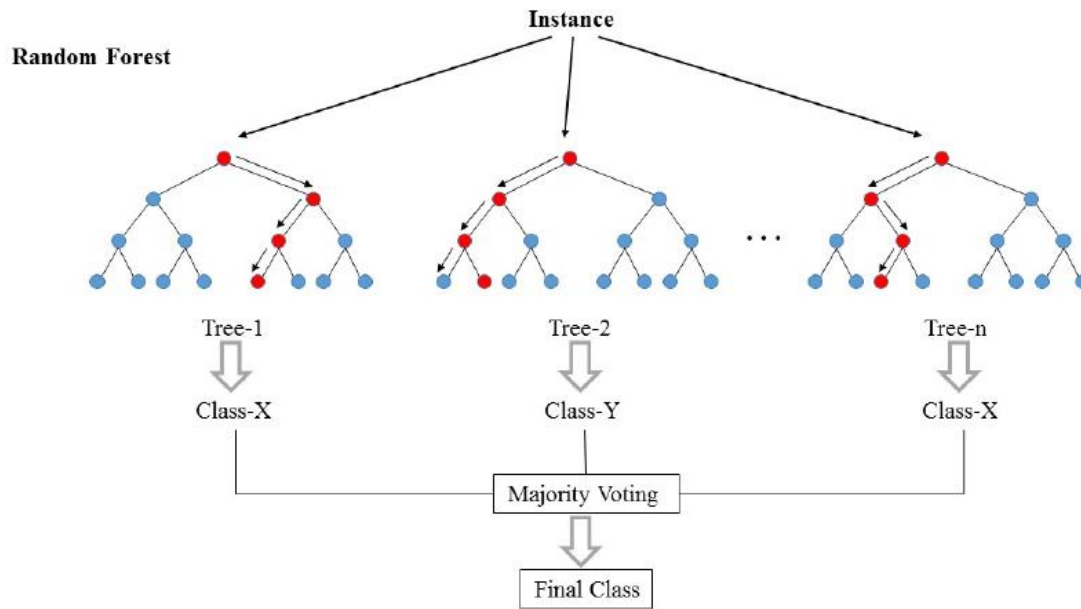 Instance
Random Forest
...
Tree-1 Tree-2 Tree-n
Class-X Class-Y Class-X
Majority Voting
Final Class